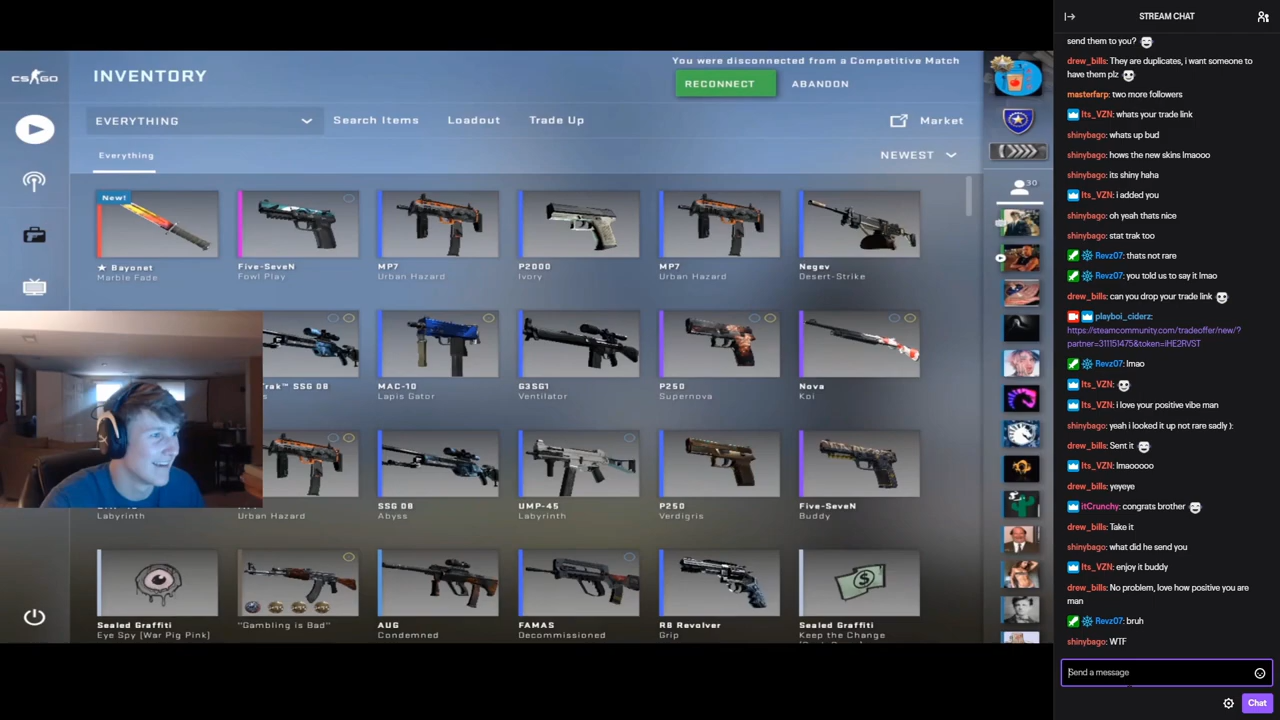 CS:GO
INVENTORY
You were disconnected from a Competitive Match
RECONNECT
ABANDON
EVERYTHING
Search Items
Loadout
Trade Up
Market
Everything
NEWEST
30
New!
★ Bayonet
Marble Fade
Five-SeveN
Fowl Play
MP7
Urban Hazard
P2000
Ivory
MP7
Urban Hazard
Negev
Desert-Strike
SSG 08
MAC-10
Lapis Gator
G3SG1
Ventilator
P250
Supernova
Nova
Koi
Labyrinth
Urban Hazard
SSG 08
Abyss
UMP-45
Labyrinth
P250
Verdigris
Five-SeveN
Buddy
Sealed Graffiti
Eye Spy (War Pig Pink)
"Gambling is Bad"
AUG
Condemned
FAMAS
Decommissioned
R8 Revolver
Grip
Sealed Graffiti
Keep the Change
STREAM CHAT
send them to you?
drew_bills: They are duplicates, i want someone to
have them plz
masterfarp: two more followers
Its_VZN: whats your trade link
shinybago: whats up bud
shinybago: hows the new skins lmaooo
shinybago: its shiny haha
Its_VZN: i added you
shinybago: oh yeah thats nice
shinybago: stat trak too
Revz07: thats not rare
Revz07: you told us to say it lmao
drew_bills: can you drop your trade link
playboi_ciderz:
https://steamcommunity.com/tradeoffer/new/?
partner=311151475&token=iHE2RVST
Revz07: lmao
Its_VZN:
Its_VZN: i love your positive vibe man
shinybago: yeah i looked it up not rare sadly ):
drew_bills: Sent it
Its_VZN: lmaooooo
drew_bills: yeyeye
itCrunchy: congrats brother
drew_bills: Take it
shinybago: what did he send you
Its_VZN: enjoy it buddy
drew_bills: No problem, love how positive you are
man
Revz07: bruh
shinybago: WTF
Send a message
Chat